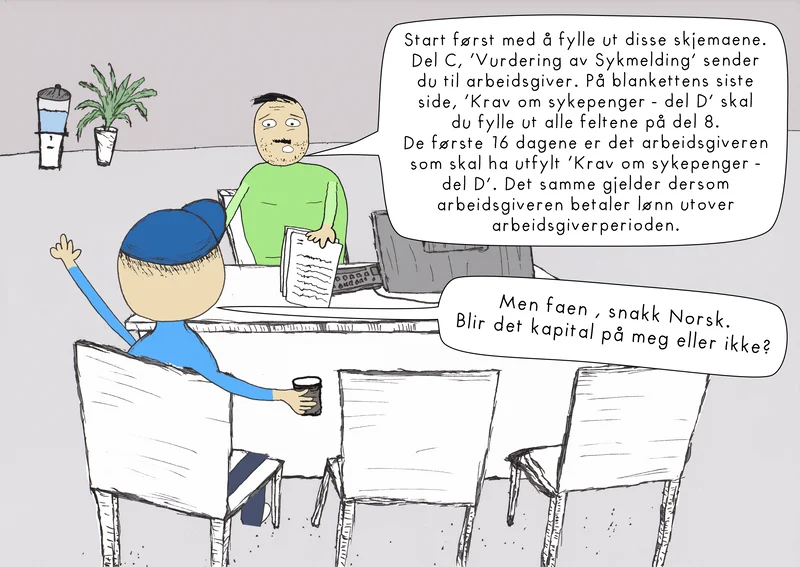 Start først med å fylle ut disse skjemaene.
Del C, 'Vurdering av Sykmelding' sender
du til arbeidsgiver. På blankettens siste
side, 'Krav om sykepenger - del D' skal
du fylle ut alle feltene på del 8.
De første 16 dagene er det arbeidsgiveren
som skal ha utfylt 'Krav om sykepenger -
del D'. Det samme gjelder dersom
arbeidsgiveren betaler lønn utover
arbeidsgiverperioden.
Men faen , snakk Norsk.
Blir det kapital på meg eller ikke?